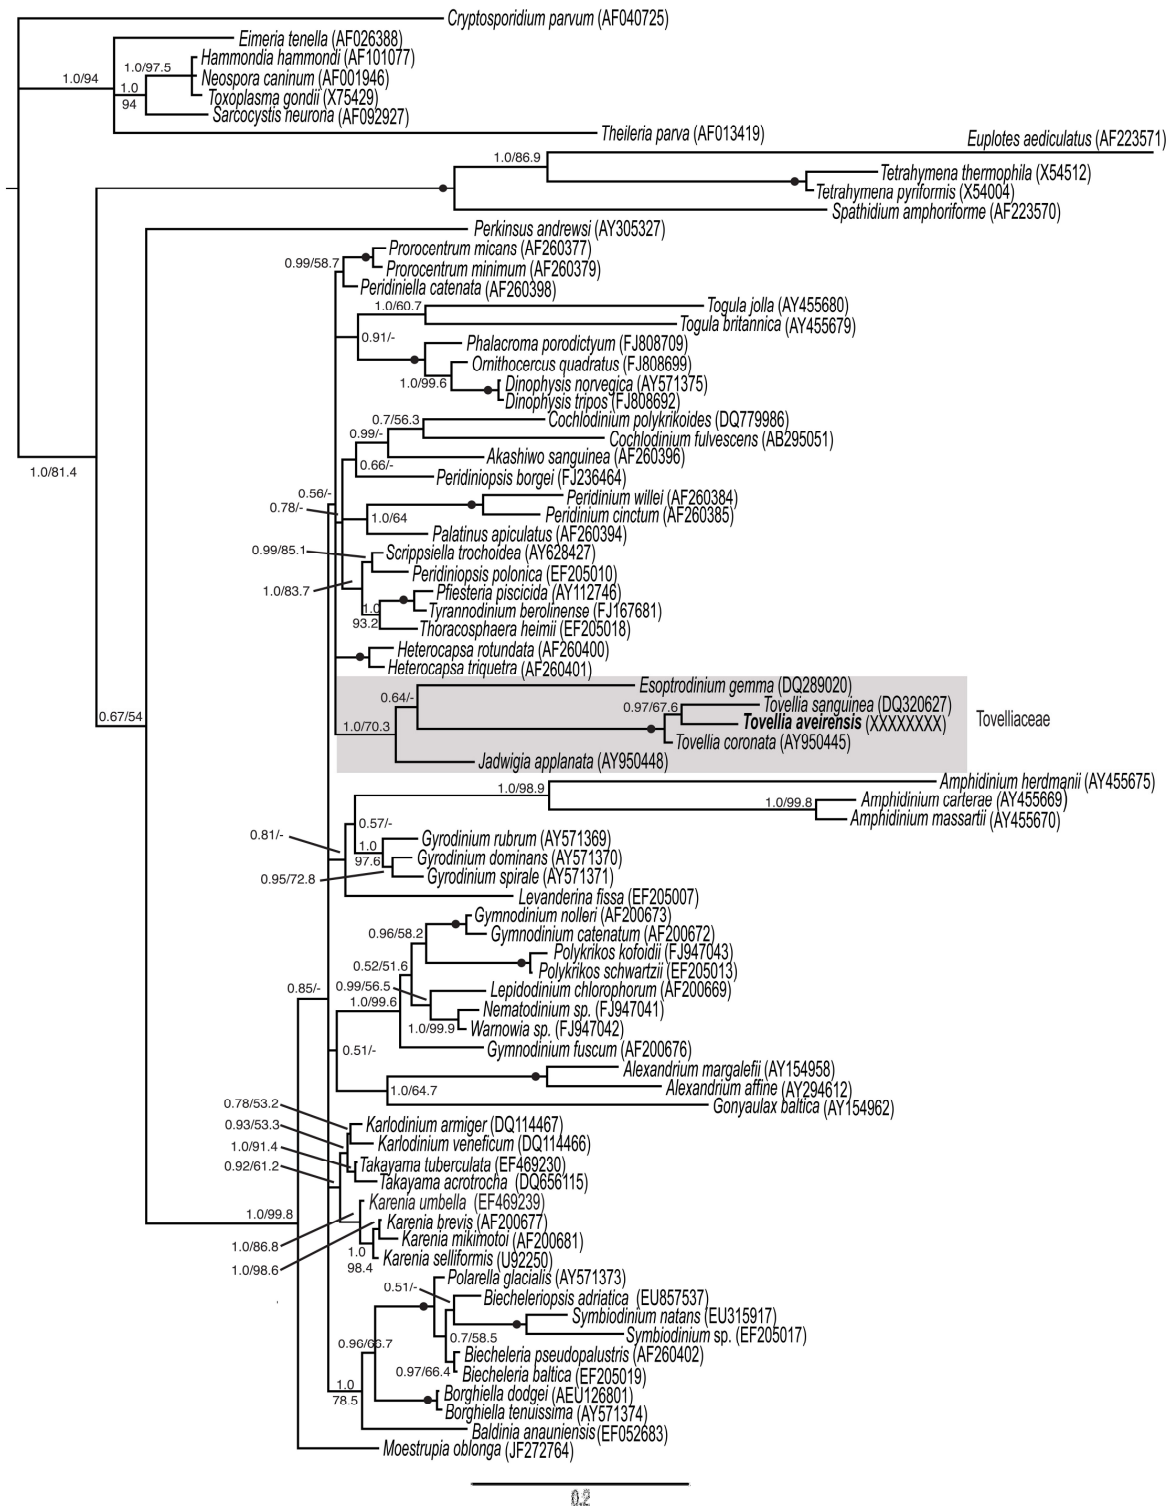 Cryptosporidium parvum (AF040725)
Eimeria tenella (AF026388)
Hammondia hammondi (AF101077)
1.0/97.5
Neospora caninum (AF001946)
1.0/94
1.0
94
Toxoplasma gondii (X75429)
Sarcocystis neurona (AF092927)
Theileria parva (AF013419)
Euplotes aediculatus (AF223571)
1.0/86.9
Tetrahymena thermophila (X54512)
Tetrahymena pyriformis (X54004)
Spathidium amphoriforme (AF223570)
Perkinsus andrewsi (AY305327)
Prorocentrum micans (AF260377)
0.99/58.7
Prorocentrum minimum (AF260379)
Peridiniella catenata (AF260398)
1.0/60.7
Togula jolla (AY455680)
Togula britannica (AY455679)
0.91/-
Phalacroma porodictyum (FJ808709)
Ornithocercus quadratus (FJ808699)
1.0/99.6
Dinophysis norvegica (AY571375)
Dinophysis tripos (FJ808692)
0.7/56.3
Cochlodinium polykrikoides (DQ779986)
0.99/-
Cochlodinium fulvescens (AB295051)
Akashiwo sanguinea (AF260396)
0.66/-
1.0/81.4
Peridiniopsis borgei (FJ236464)
0.56/-
Peridinium willei (AF260384)
0.78/-
1.0/64
Peridinium cinctum (AF260385)
Palatinus apiculatus (AF260394)
0.99/85.1
Scrippsiella trochoidea (AY628427)
Peridiniopsis polonica (EF205010)
1.0/83.7
Pfiesteria piscicida (AY112746)
1.0
93.2
Tyrannodinium berolinense (FJ167681)
Thoracosphaera heimii (EF205018)
Heterocapsa rotundata (AF260400)
Heterocapsa triquetra (AF260401)
Esoptrodinium gemma (DQ289020)
0.64/-
0.97/67.6
Tovellia sanguinea (DQ320627)
0.67/54
1.0/70.3
Tovellia aveirensis (XXXXXXXX)
Tovelliaceae
Tovellia coronata (AY950445)
Jadwigia applanata (AY950448)
1.0/98.9
Amphidinium herdmanii (AY455675)
1.0/99.8
Amphidinium carterae (AY455669)
Amphidinium massartii (AY455670)
0.57/-
0.81/-
Gyrodinium rubrum (AY571369)
1.0
97.6
Gyrodinium dominans (AY571370)
0.95/72.8
Gyrodinium spirale (AY571371)
Levanderina fissa (EF205007)
Gymnodinium nolleri (AF200673)
0.96/58.2
Gymnodinium catenatum (AF200672)
Polykrikos kofoidii (FJ947043)
0.52/51.6
Polykrikos schwartzii (EF205013)
0.85/-
0.99/56.5
Lepidodinium chlorophorum (AF200669)
1.0/99.6
Nematodinium sp. (FJ947041)
1.0/99.9
Warnowia sp. (FJ947042)
0.51/-
Gymnodinium fuscum (AF200676)
Alexandrium margalefii (AY154958)
1.0/64.7
Alexandrium affine (AY294612)
Gonyaulax baltica (AY154962)
0.78/53.2
0.93/53.3
Karlodinium armiger (DQ114467)
1.0/91.4
Karlodinium veneficum (DQ114466)
0.92/61.2
Takayama tuberculata (EF469230)
Takayama acrotrocha (DQ656115)
Karenia umbella (EF469239)
1.0/99.8
Karenia brevis (AF200677)
1.0/86.8
Karenia mikimotoi (AF200681)
1.0/98.6
1.0
98.4
Karenia selliformis (U92250)
Polarella glacialis (AY571373)
0.51/-
Biecheleriopsis adriatica (EU857537)
Symbiodinium natans (EU315917)
0.96/66.7
0.7/58.5
Symbiodinium sp. (EF205017)
Biecheleria pseudopalustris (AF260402)
0.97/66.4
Biecheleria baltica (EF205019)
1.0
78.5
Borghiella dodgei (AEU126801)
Borghiella tenuissima (AY571374)
Baldinia anauniensis (EF052683)
Moestrupia oblonga (JF272764)
0.2